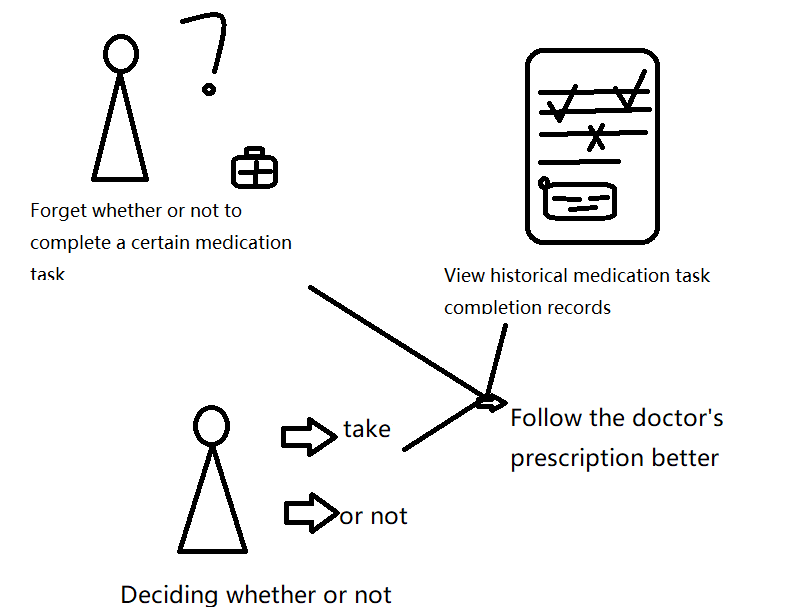 Forget whether or not to
complete a certain medication
task
View historical medication task
completion records
take
or not
Follow the doctor's
prescription better
Deciding whether or not